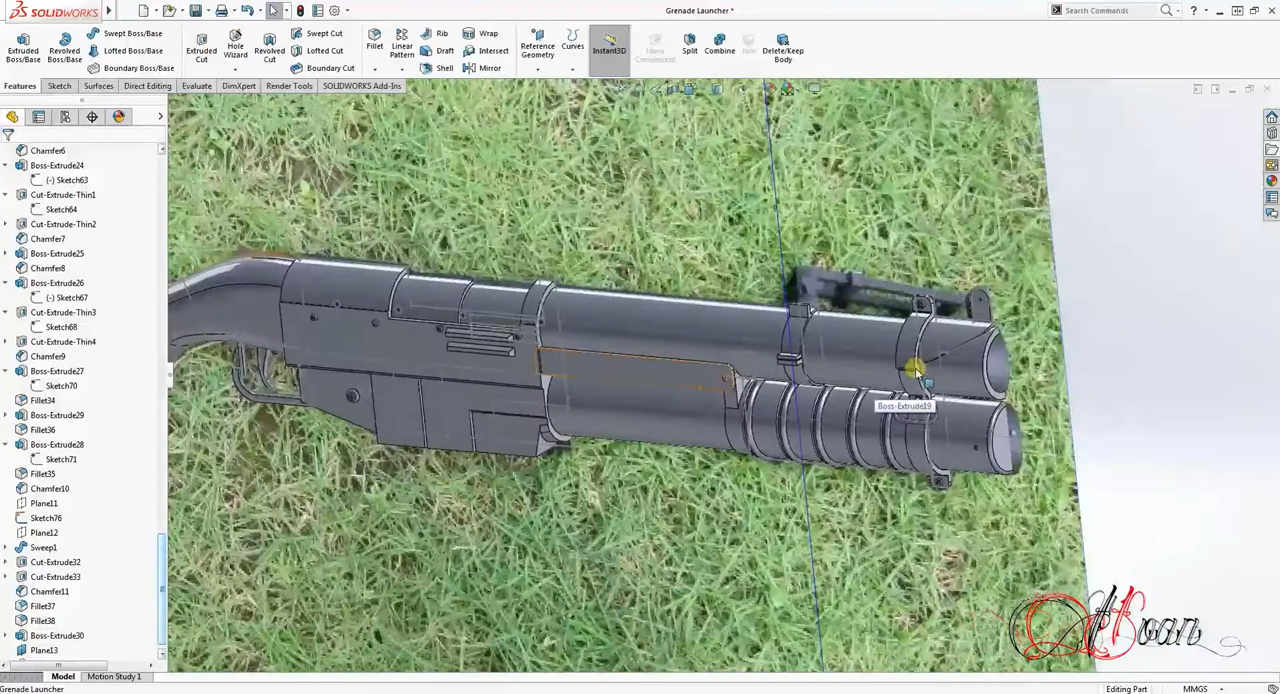 SOLIDWORKS
Grenade Launcher *
Search Commands
Extruded Boss/Base
Revolved Boss/Base
Swept Boss/Base
Lofted Boss/Base
Boundary Boss/Base
Extruded Cut
Hole Wizard
Revolved Cut
Swept Cut
Lofted Cut
Boundary Cut
Fillet
Linear Pattern
Rib
Draft
Shell
Wrap
Intersect
Mirror
Reference Geometry
Curves
Instant3D
Move Component
Split
Combine
Join
Delete/Keep Body
Features
Sketch
Surfaces
Direct Editing
Evaluate
DimXpert
Render Tools
SOLIDWORKS Add-Ins
Chamfer6
Boss-Extrude24
(-) Sketch63
Cut-Extrude-Thin1
Sketch64
Cut-Extrude-Thin2
Chamfer7
Boss-Extrude25
Chamfer8
Boss-Extrude26
(-) Sketch67
Cut-Extrude-Thin3
Sketch68
Cut-Extrude-Thin4
Chamfer9
Boss-Extrude27
Sketch70
Fillet34
Boss-Extrude29
Fillet36
Boss-Extrude28
Sketch71
Fillet35
Chamfer10
Plane11
Sketch76
Plane12
Sweep1
Cut-Extrude32
Cut-Extrude33
Chamfer11
Fillet37
Fillet38
Boss-Extrude30
Plane13
Boss-Extrude19
Model
Motion Study 1
Grenade Launcher
Editing Part
MMGS